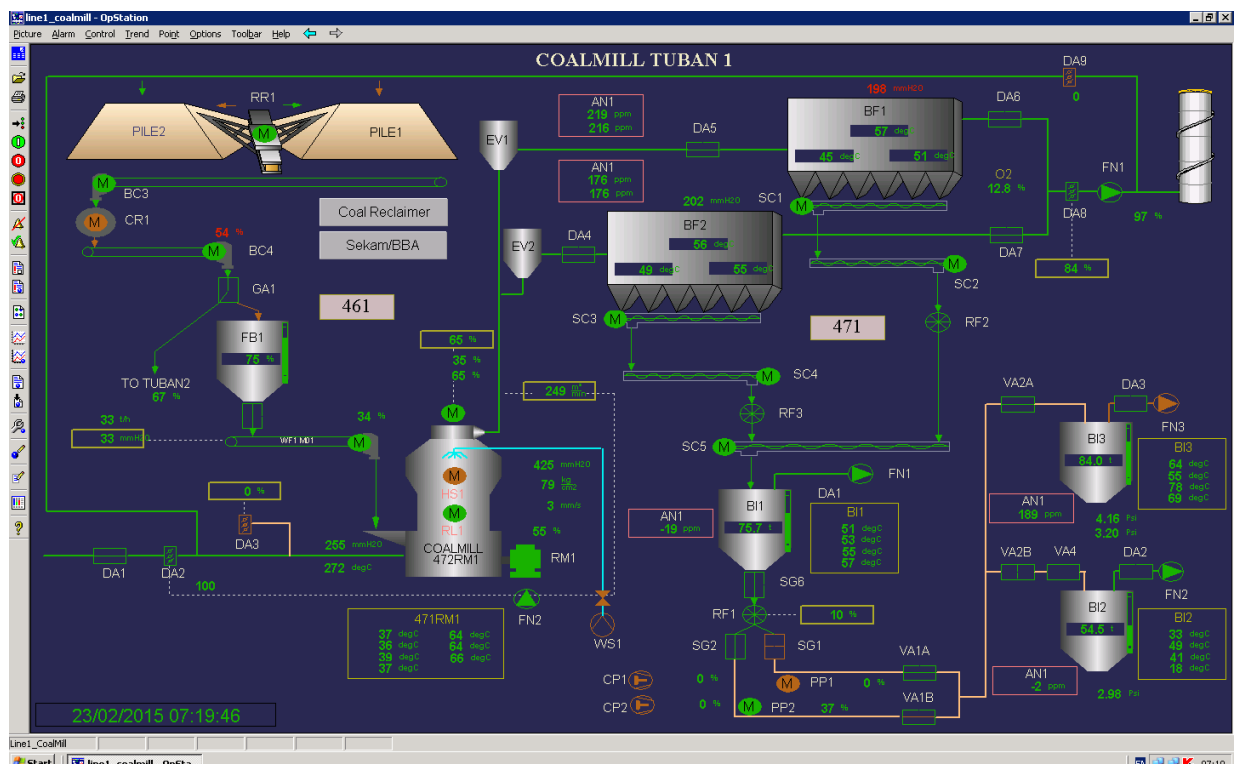 line1_coalmill - OpStation
Picture Alarm Control Trend Point Options Toolbar Help
COALMILL TUBAN 1
DA9
0
RR1
PILE2
PILE1
AN1
219 ppm
216 ppm
198 mmH2O
BF1
57 degC
45 degC
51 degC
DA6
EV1
DA5
AN1
176 ppm
176 ppm
O2
12.8 %
FN1
97 %
DA8
84 %
BC3
CR1
54 %
BC4
Coal Reclaimer
Sekam/BBA
202 mmH2O
SC1
BF2
56 degC
49 degC
55 degC
EV2
DA4
DA7
SC2
GA1
461
471
SC3
RF2
FB1
75 %
TO TUBAN2
67 %
65 %
35 %
65 %
249 m³/min
SC4
RF3
SC5
33 t/h
33 mmH2O
34 %
WF1 M01
VA2A
DA3
FN3
BI3
84.0 t
BI3
64 degC
55 degC
78 degC
69 degC
AN1
189 ppm
4.16 Psi
3.20 Psi
425 mmH2O
79 kg/cm2
3 mm/s
55 %
HS1
RL1
COALMILL
472RM1
RM1
0 %
DA3
255 mmH2O
272 degC
DA1
DA2
100
FN1
DA1
AN1
-19 ppm
BI1
75.7 t
BI1
51 degC
53 degC
55 degC
57 degC
SG6
RF1
10 %
VA2B
VA4
DA2
FN2
BI2
54.5 t
BI2
33 degC
49 degC
41 degC
18 degC
AN1
-2 ppm
2.98 Psi
471RM1
37 degC 64 degC
36 degC 64 degC
39 degC 66 degC
37 degC
FN2
WS1
SG2
SG1
VA1A
VA1B
CP1
0 %
PP1
0 %
CP2
0 %
PP2
37 %
23/02/2015 07:19:46
Line1_CoalMill
Start
line1_coalmill - OpSta...
EN
07:19